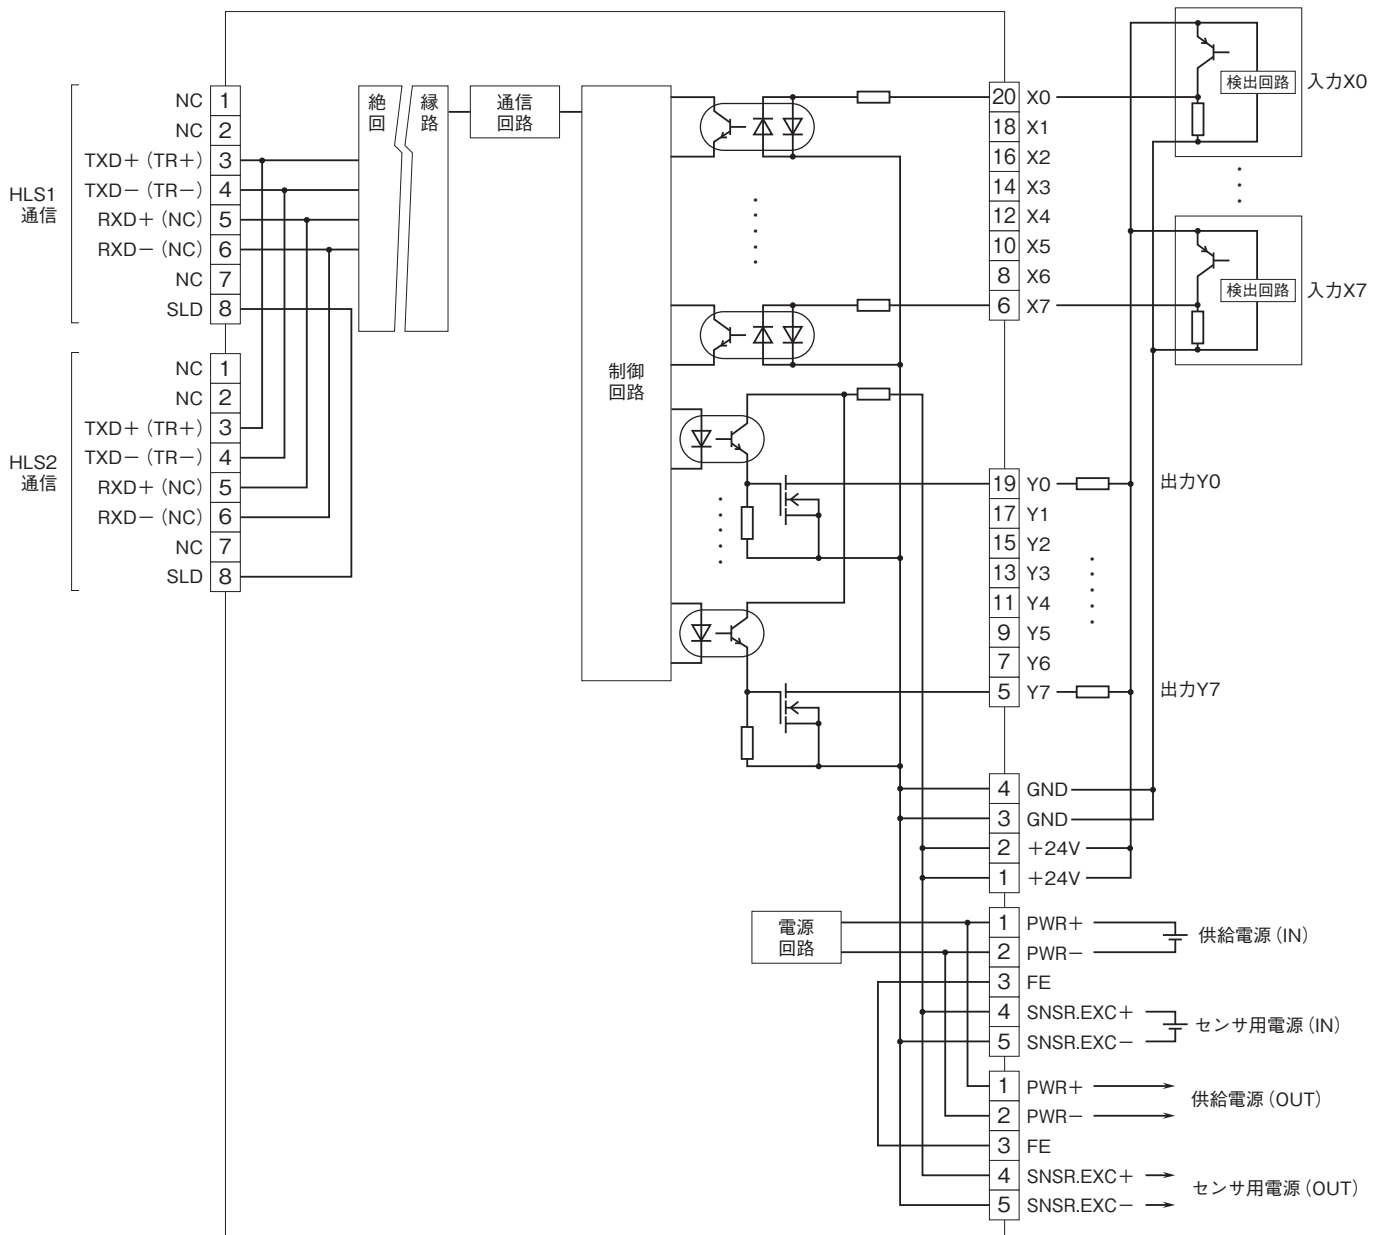 HLS1
通信
NC 1
NC 2
TXD+ (TR+) 3
TXD− (TR−) 4
RXD+ (NC) 5
RXD− (NC) 6
NC 7
SLD 8
HLS2
通信
NC 1
NC 2
TXD+ (TR+) 3
TXD− (TR−) 4
RXD+ (NC) 5
RXD− (NC) 6
NC 7
SLD 8
絶縁
回路
通信
回路
制御
回路
電源
回路
20 X0
18 X1
16 X2
14 X3
12 X4
10 X5
8 X6
6 X7
検出回路
入力X0
検出回路
入力X7
19 Y0
出力Y0
17 Y1
15 Y2
13 Y3
11 Y4
9 Y5
7 Y6
5 Y7
出力Y7
4 GND
3 GND
2 +24V
1 +24V
1 PWR+
2 PWR−
供給電源(IN)
3 FE
4 SNSR.EXC+
5 SNSR.EXC−
センサ用電源(IN)
1 PWR+
2 PWR−
供給電源(OUT)
3 FE
4 SNSR.EXC+
5 SNSR.EXC−
センサ用電源(OUT)